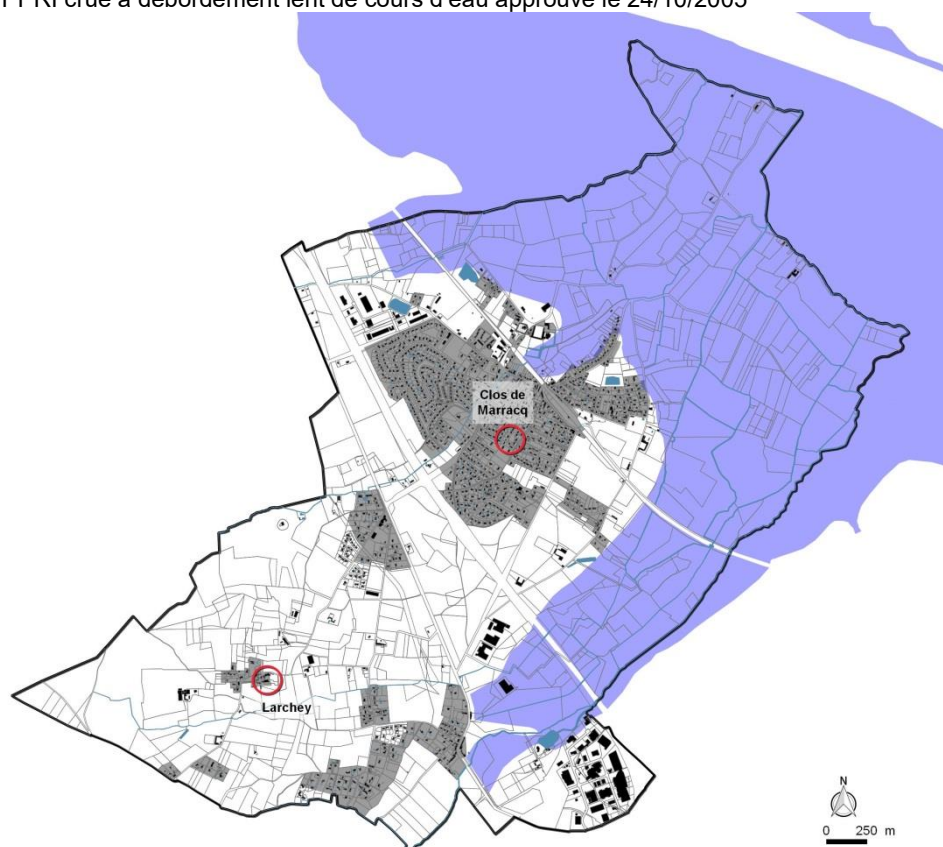 PPRI crue à débordement lent de cours d'eau approuvé le 24/10/2005
Clos de
Marracq
Larchey
N
0 250 m